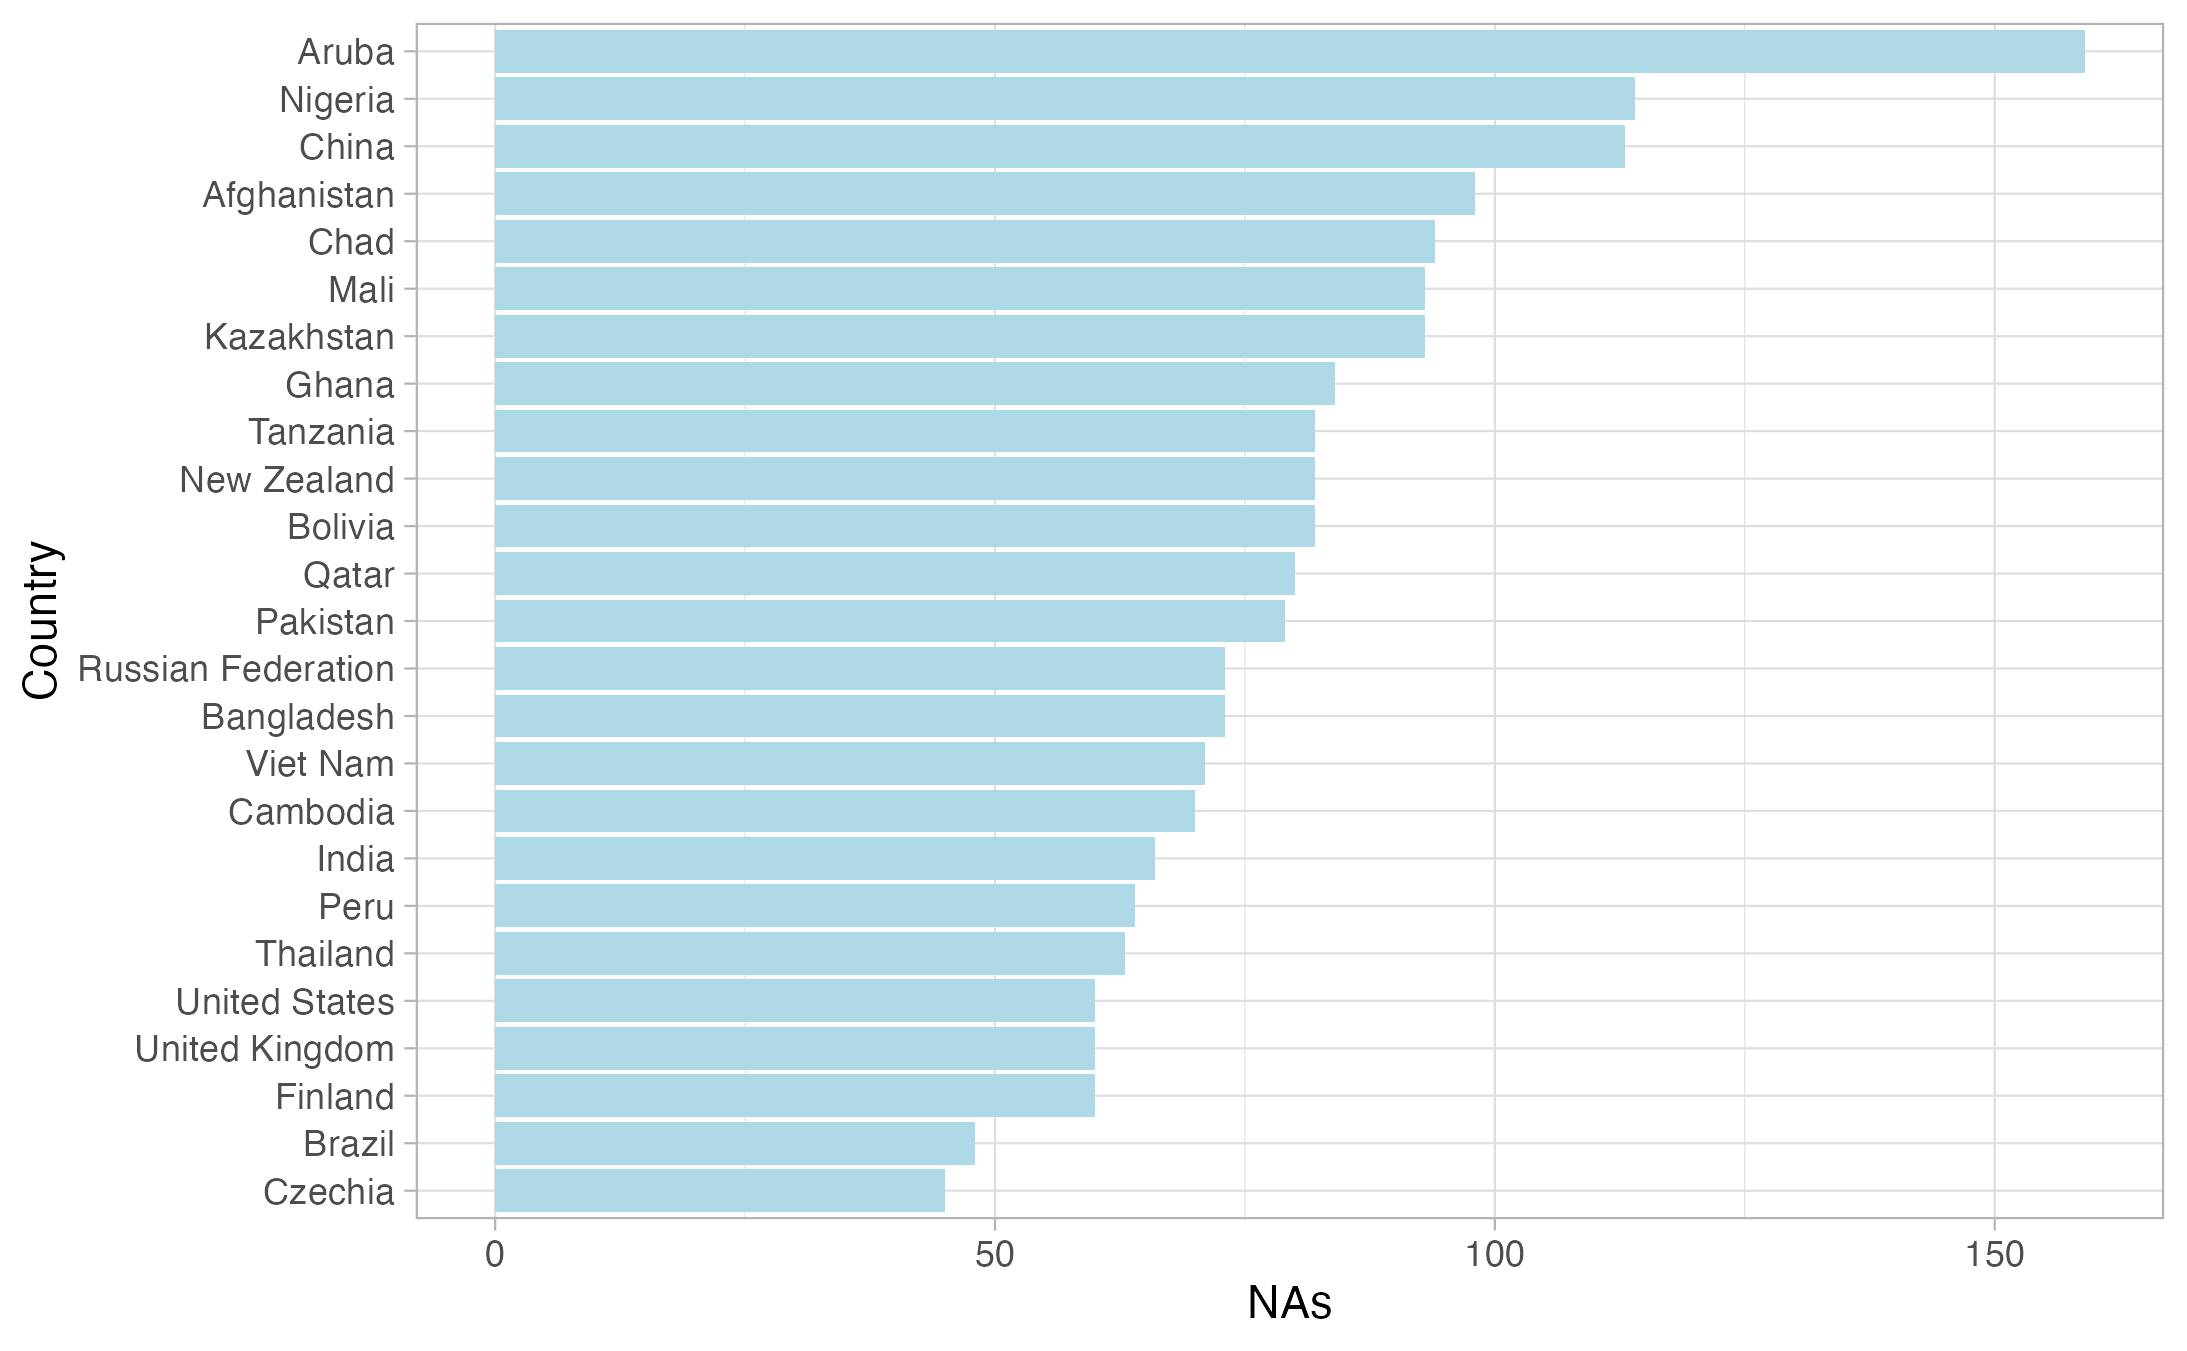 Country
Aruba
Nigeria
China
Afghanistan
Chad
Mali
Kazakhstan
Ghana
Tanzania
New Zealand
Bolivia
Qatar
Pakistan
Russian Federation
Bangladesh
Viet Nam
Cambodia
India
Peru
Thailand
United States
United Kingdom
Finland
Brazil
Czechia
0 50 100 150
NAs